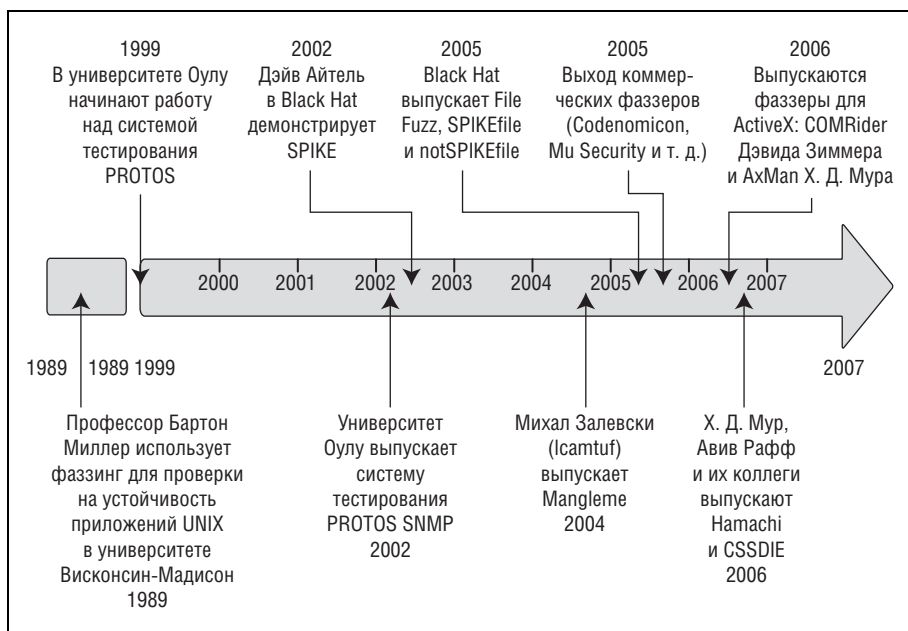 1999
В университете Оулу
начинают работу
над системой
тестирования
PROTOS
2002
Дэйв Айтель
в Black Hat
демонстрирует
SPIKE
2005
Black Hat
выпускает File
Fuzz, SPIKEfile
и notSPIKEfile
2005
Выход коммер-
ческих фаззеров
(Codenomicon,
Mu Security и т. д.)
2006
Выпускаются
фаззеры для
ActiveX: COMRider
Дэвида Зиммера
и AxMan Х. Д. Мура
2000 2001 2002 2003 2004 2005 2006 2007
1989 1989 1999 2007
Профессор Бартон
Миллер использует
фаззинг для проверки
на устойчивость
приложений UNIX
в университете
Висконсин-Мадисон
1989
Университет
Оулу выпускает
систему
тестирования
PROTOS SNMP
2002
Михал Залевски
(lcamtuf)
выпускает
Mangleme
2004
Х. Д. Мур,
Авив Рафф
и их коллеги
выпускают
Hamachi
и CSSDIE
2006